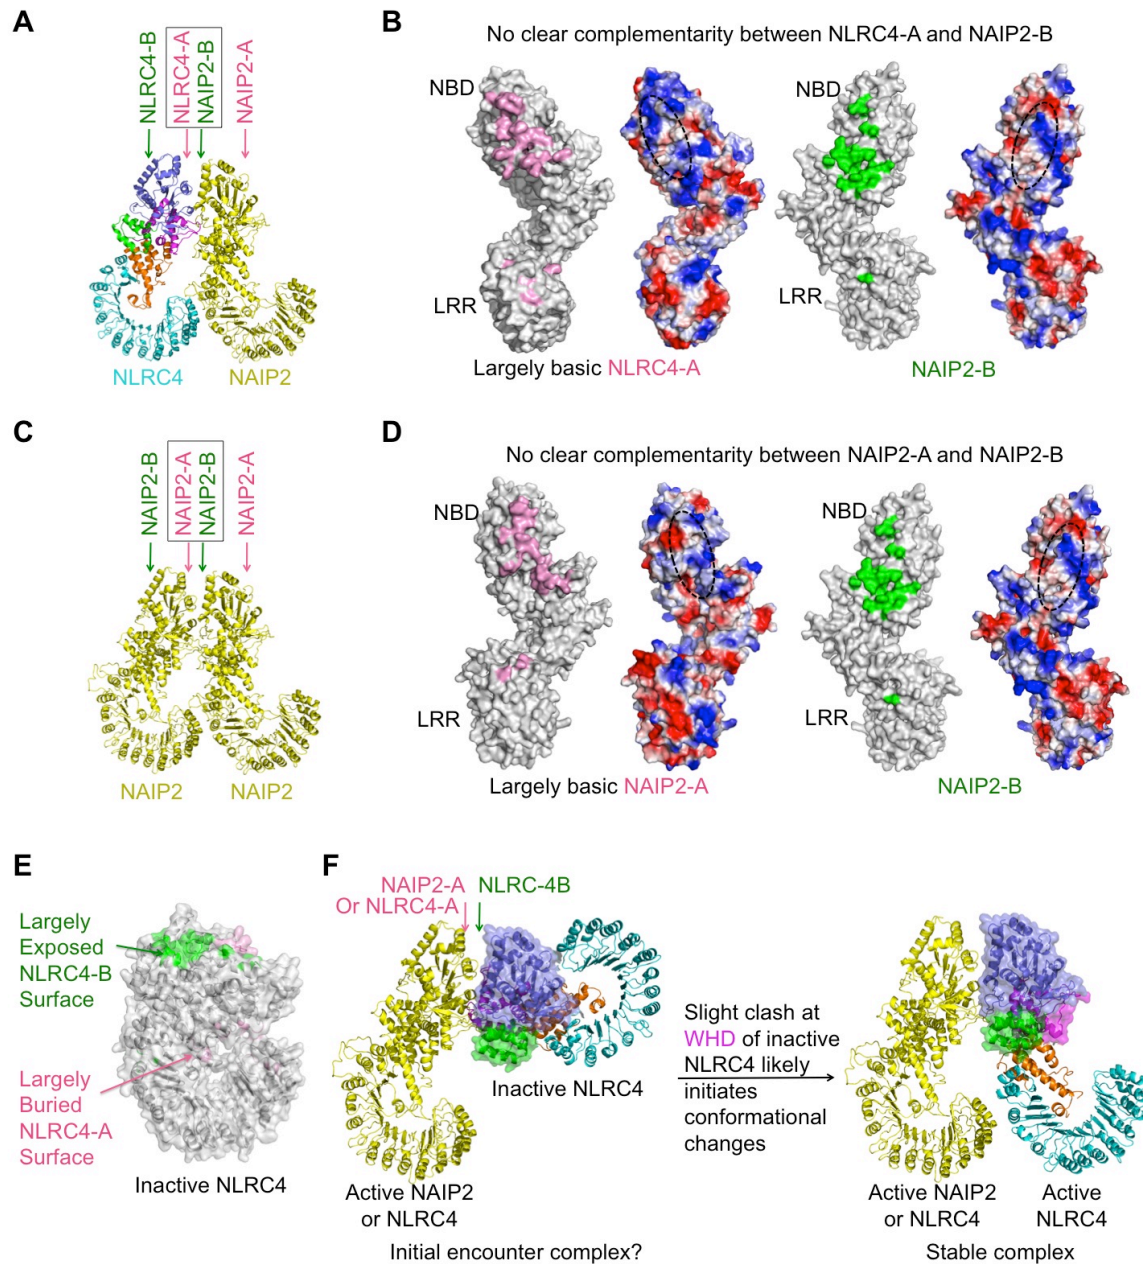 A
NLRC4-B
NLRC4-A
NAIP2-B
NAIP2-A
NLRC4
NAIP2
B
No clear complementarity between NLRC4-A and NAIP2-B
NBD
LRR
NBD
LRR
Largely basic NLRC4-A
NAIP2-B
C
NAIP2-B
NAIP2-A
NAIP2-B
NAIP2-A
NAIP2
NAIP2
D
No clear complementarity between NAIP2-A and NAIP2-B
NBD
LRR
NBD
LRR
Largely basic NAIP2-A
NAIP2-B
E
Largely
Exposed
NLRC4-B
Surface
Largely
Buried
NLRC4-A
Surface
Inactive NLRC4
F
NAIP2-A
Or NLRC4-A
NLRC-4B
Inactive NLRC4
Active NAIP2
or NLRC4
Initial encounter complex?
Slight clash at
WHD of inactive
NLRC4 likely
initiates
conformational
changes
Active NAIP2
or NLRC4
Active
NLRC4
Stable complex